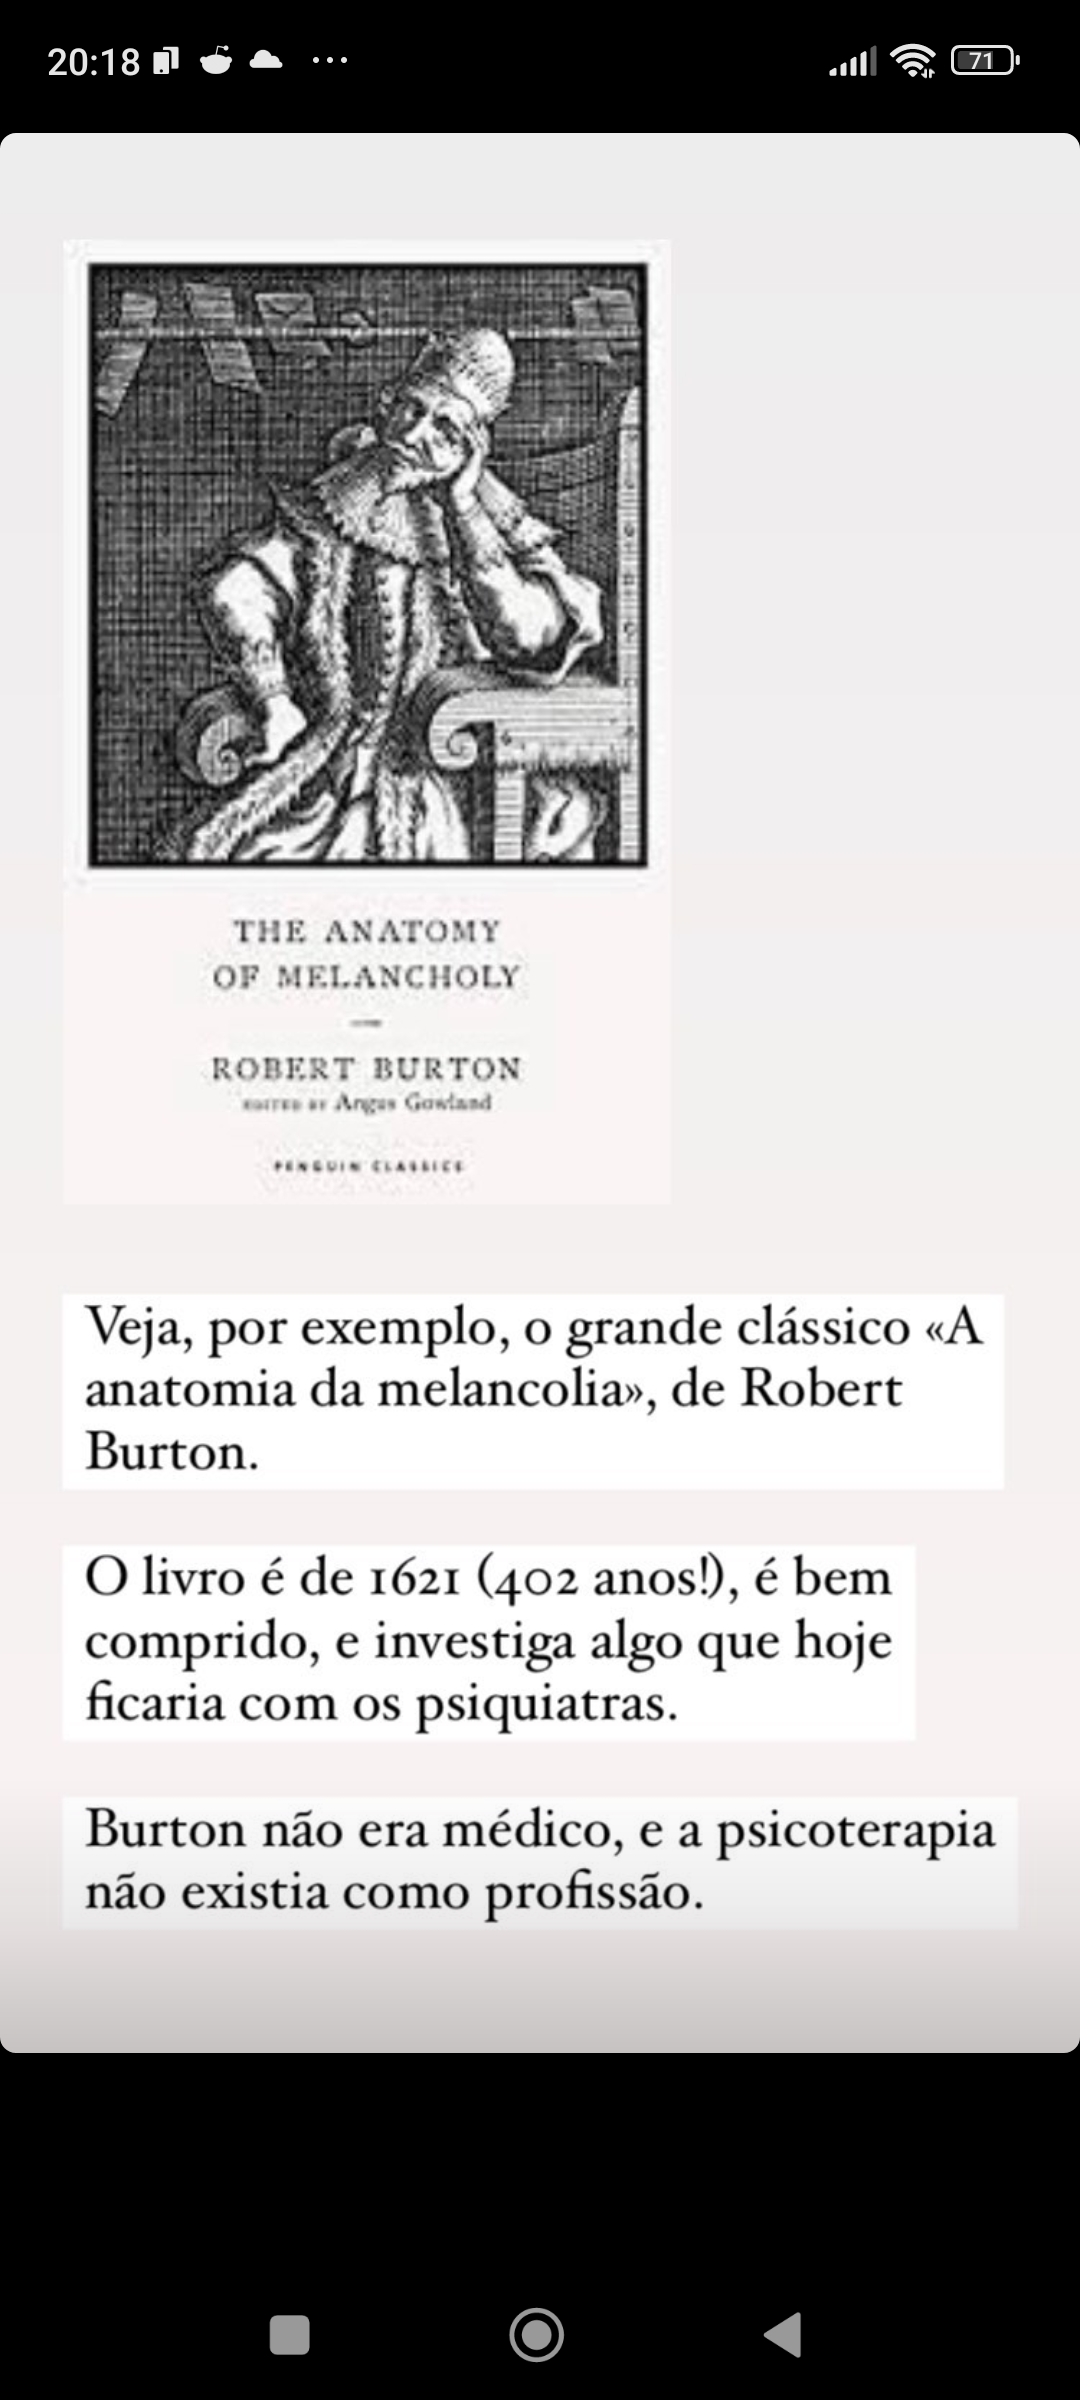 20:18
71
THE ANATOMY
OF MELANCHOLY
ROBERT BURTON
EDITED BY Angus Gowland
PENGUIN CLASSICS
Veja, por exemplo, o grande clássico «A
anatomia da melancolia», de Robert
Burton.
O livro é de 1621 (402 anos!), é bem
comprido, e investiga algo que hoje
ficaria com os psiquiatras.
Burton não era médico, e a psicoterapia
não existia como profissão.